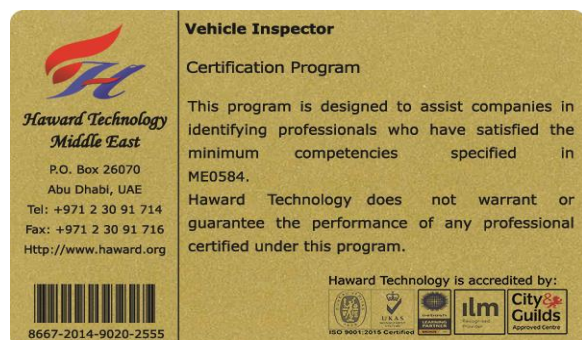 Haward Technology
Middle East
P.O. Box 26070
Abu Dhabi, UAE
Tel: +971 2 30 91 714
Fax: +971 2 30 91 716
Http://www.haward.org
8667-2014-9020-2555
Vehicle Inspector
Certification Program
This program is designed to assist companies in
identifying professionals who have satisfied the
minimum competencies specified in
ME0584.
Haward Technology does not warrant or
guarantee the performance of any professional
certified under this program.
Haward Technology is accredited by:
UKAS
ISO 9001:2015 Certified
ilm
City&
Guilds
Approved Centre